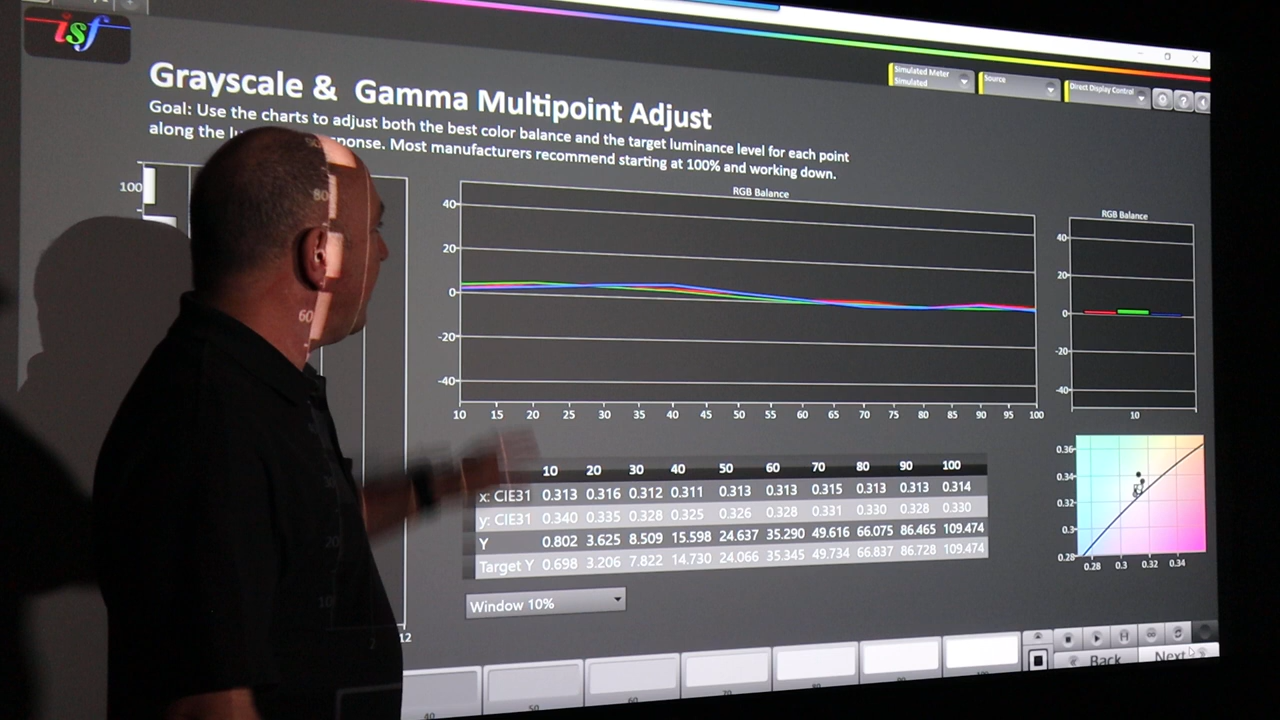 isf
Simulated Meter
Simulated
Source
Direct Display Control
Grayscale & Gamma Multipoint Adjust
Goal: Use the charts to adjust both the best color balance and the target luminance level for each point
along the response. Most manufacturers recommend starting at 100% and working down.
RGB Balance
RGB Balance
100
80
60
12
40
20
0
-20
-40
10 15 20 25 30 35 40 45 50 55 60 65 70 75 80 85 90 95 100
40
20
0
-20
-40
10
10 20 30 40 50 60 70 80 90 100
x: CIE31 0.313 0.316 0.312 0.311 0.313 0.313 0.315 0.313 0.313 0.314
y: CIE31 0.340 0.335 0.328 0.325 0.326 0.328 0.331 0.330 0.328 0.330
Y 0.802 3.625 8.509 15.598 24.637 35.290 49.616 66.075 86.465 109.474
Target Y 0.698 3.206 7.822 14.730 24.066 35.345 49.734 66.837 86.728 109.474
0.36
0.34
0.32
0.3
0.28
0.28 0.3 0.32 0.34
Window 10%
40 50 60 70
Back Next